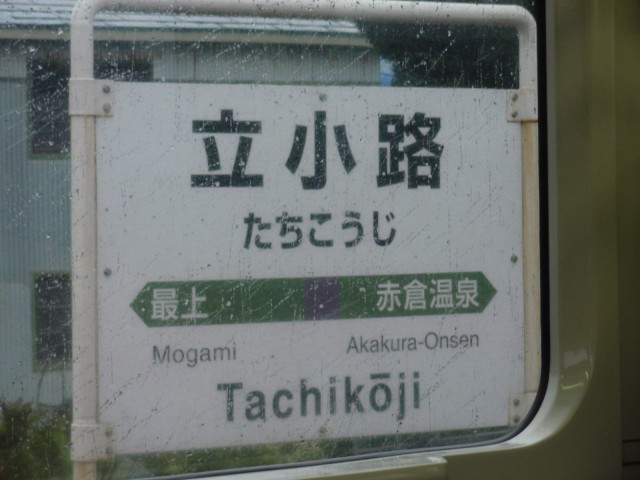 立小路
たちこうじ
最上 赤倉温泉
Mogami Akakura-Onsen
Tachikōji